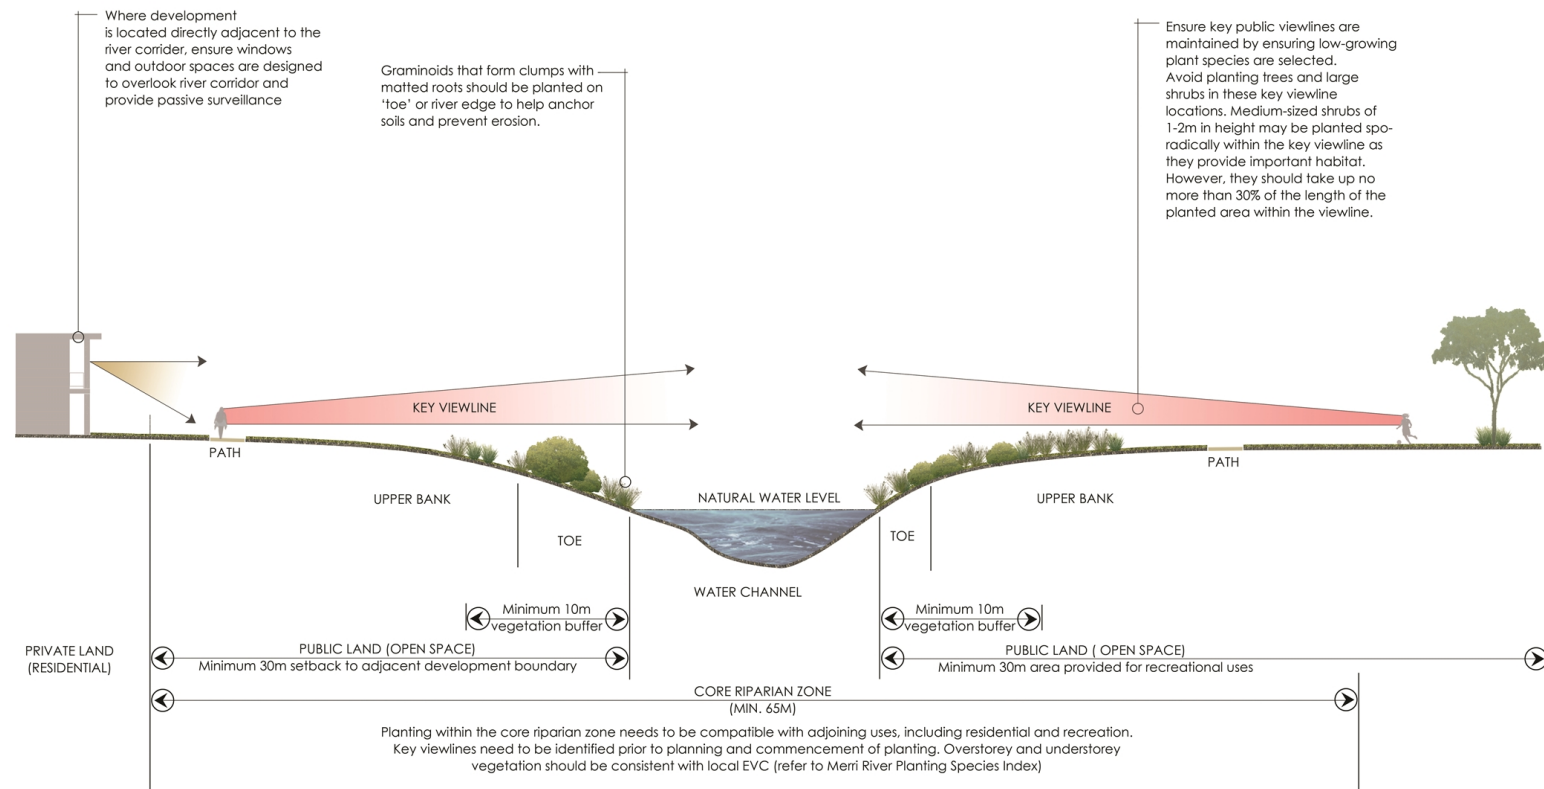 Where development
is located directly adjacent to the
river corrider, ensure windows
and outdoor spaces are designed
to overlook river corridor and
provide passive surveillance
Graminoids that form clumps with
matted roots should be planted on
‘toe’ or river edge to help anchor
soils and prevent erosion.
Ensure key public viewlines are
maintained by ensuring low-growing
plant species are selected.
Avoid planting trees and large
shrubs in these key viewline
locations. Medium-sized shrubs of
1-2m in height may be planted spo-
radically within the key viewline as
they provide important habitat.
However, they should take up no
more than 30% of the length of the
planted area within the viewline.
KEY VIEWLINE
KEY VIEWLINE
PATH
PATH
UPPER BANK
NATURAL WATER LEVEL
UPPER BANK
TOE
TOE
WATER CHANNEL
Minimum 10m
vegetation buffer
Minimum 10m
vegetation buffer
PRIVATE LAND
(RESIDENTIAL)
PUBLIC LAND (OPEN SPACE)
Minimum 30m setback to adjacent development boundary
PUBLIC LAND ( OPEN SPACE)
Minimum 30m area provided for recreational uses
CORE RIPARIAN ZONE
(MIN. 65M)
Planting within the core riparian zone needs to be compatible with adjoining uses, including residential and recreation.
Key viewlines need to be identified prior to planning and commencement of planting. Overstorey and understorey
vegetation should be consistent with local EVC (refer to Merri River Planting Species Index)